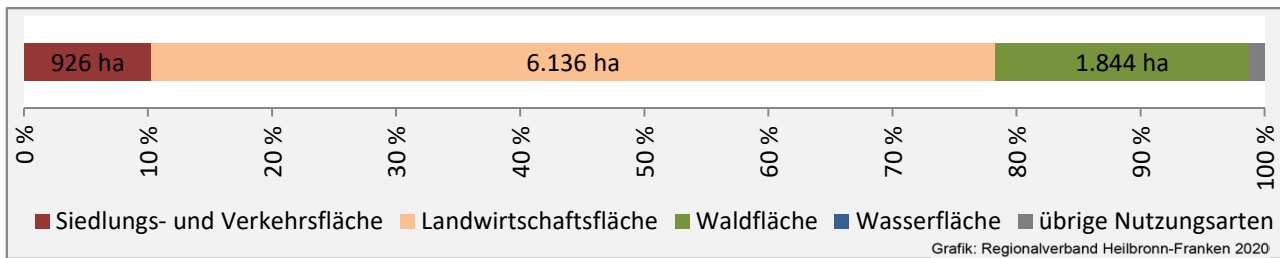 926 ha 6.136 ha 1.844 ha
0 % 10 % 20 % 30 % 40 % 50 % 60 % 70 % 80 % 90 % 100 %
Siedlungs- und Verkehrsfläche Landwirtschaftsfläche Waldfläche Wasserfläche übrige Nutzungsarten
Grafik: Regionalverband Heilbronn-Franken 2020